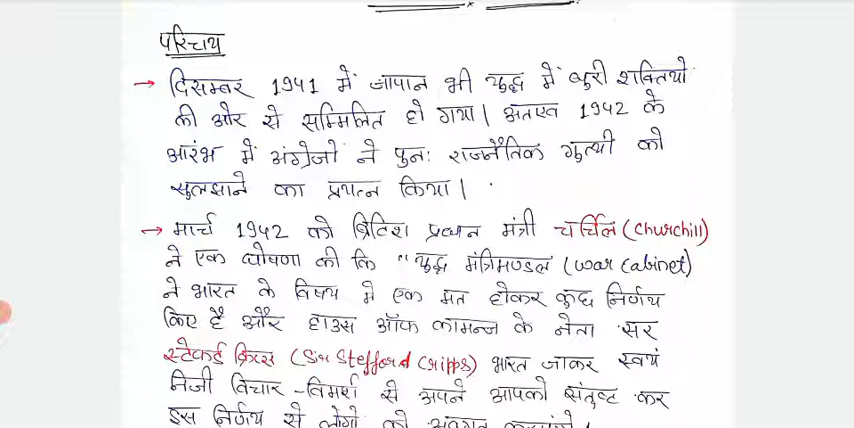 परिचय
→ दिसम्बर 1941 में जापान भी युद्ध में धुरी शक्तियों
की ओर से सम्मिलित हो गया। अतएव 1942 के
आरंभ में अंग्रेजो ने पुनः राजनैतिक गुत्थी को
सुलझाने का प्रयत्न किया।
→ मार्च 1942 को ब्रिटिश प्रधान मंत्री चर्चिल (Churchill)
ने एक घोषणा की कि "युद्ध मंत्रिमण्डल (war Cabinet)
ने भारत के विषय मे एक मत होकर कुछ निर्णय
किए है और हाउस ऑफ कामन्ज के नेता सर
स्टेफर्ड क्रिप्स (Sir Stefford Cripps) भारत जाकर स्वयं
निजी विचार-विमर्श से अपने आपको संतुष्ट कर
इस निर्णय से लोगो को अवगत कराएंगे।